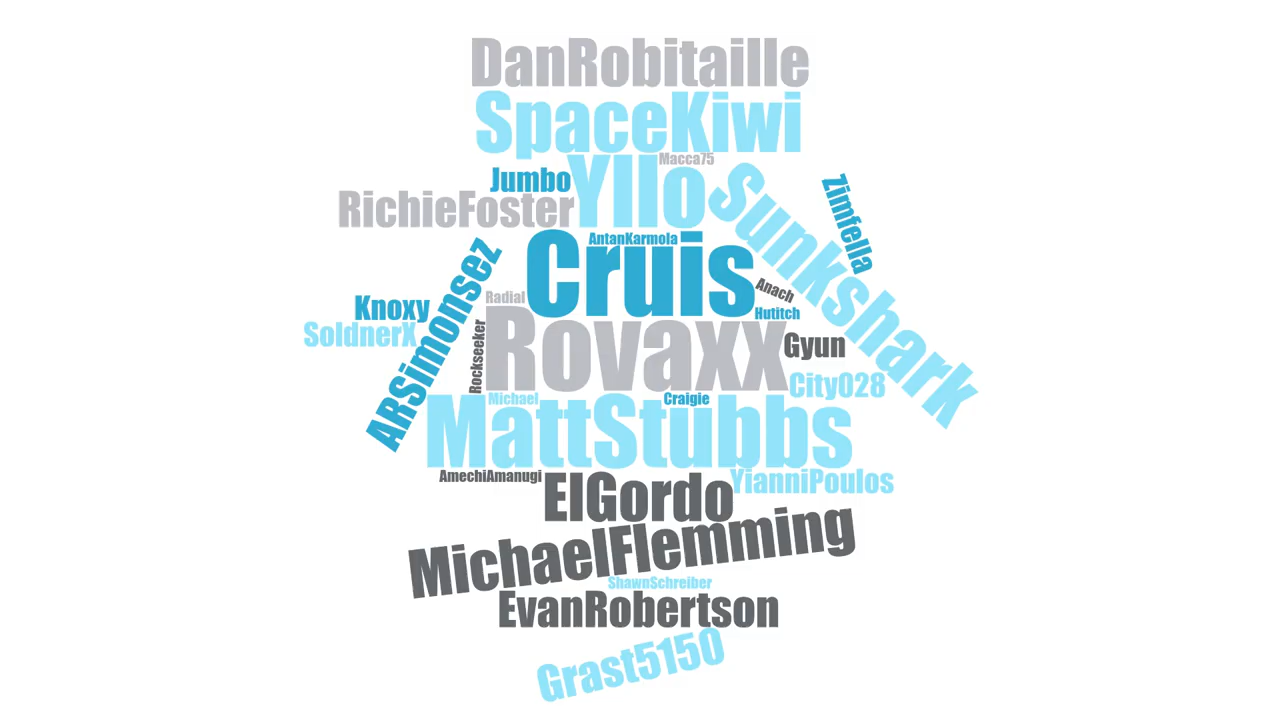 DanRobitaille
SpaceKiwi
Macca75
Jumbo
Yllo
Sunkshark
Zimfella
RichieFoster
AntanKarmola
Cruis
ARSimonsez
Anach
Radial
Knoxy
Hutitch
SoldnerX
Rockseeker
Rovaxx
Gyun
City028
Michael
Craigie
MattStubbs
AmechiAmanugi
YianniPoulos
ElGordo
MichaelFlemming
ShawnSchreiber
EvanRobertson
Grast5150